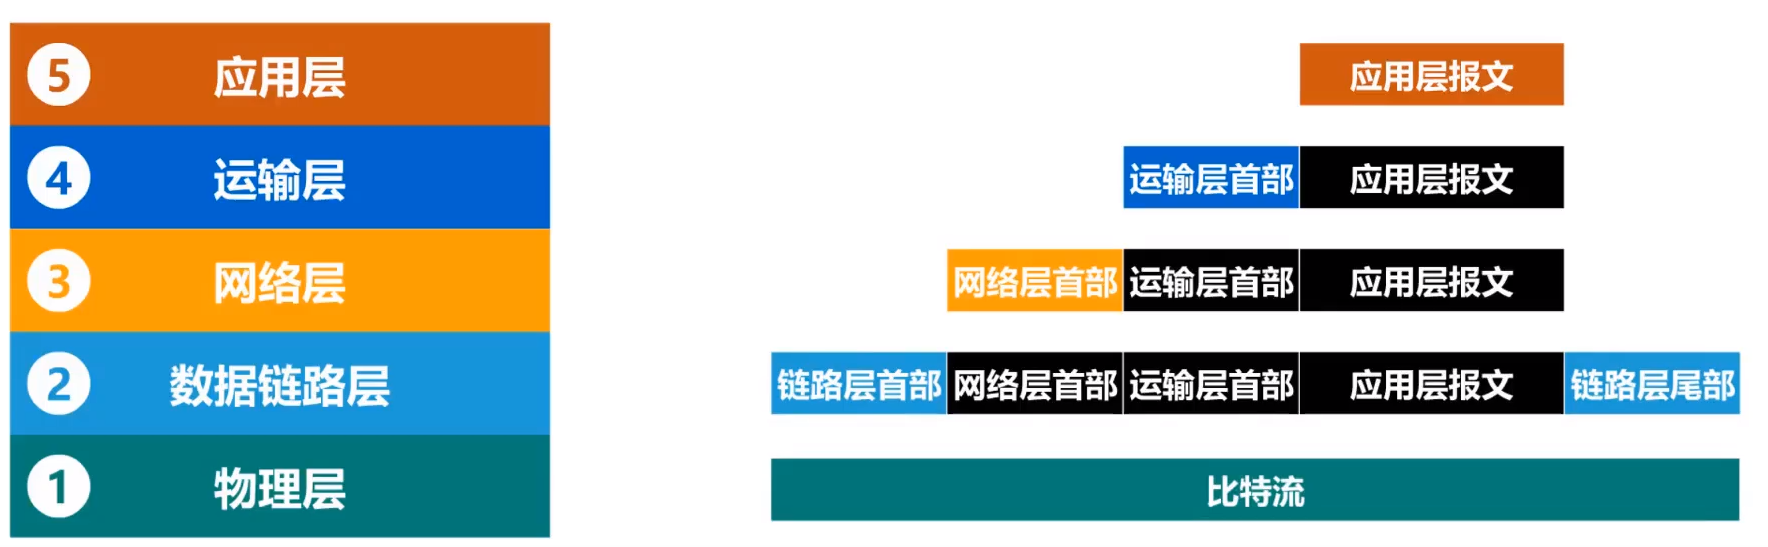 5 应用层 应用层报文
4 运输层 运输层首部 应用层报文
3 网络层 网络层首部 运输层首部 应用层报文
2 数据链路层 链路层首部 网络层首部 运输层首部 应用层报文 链路层尾部
1 物理层 比特流